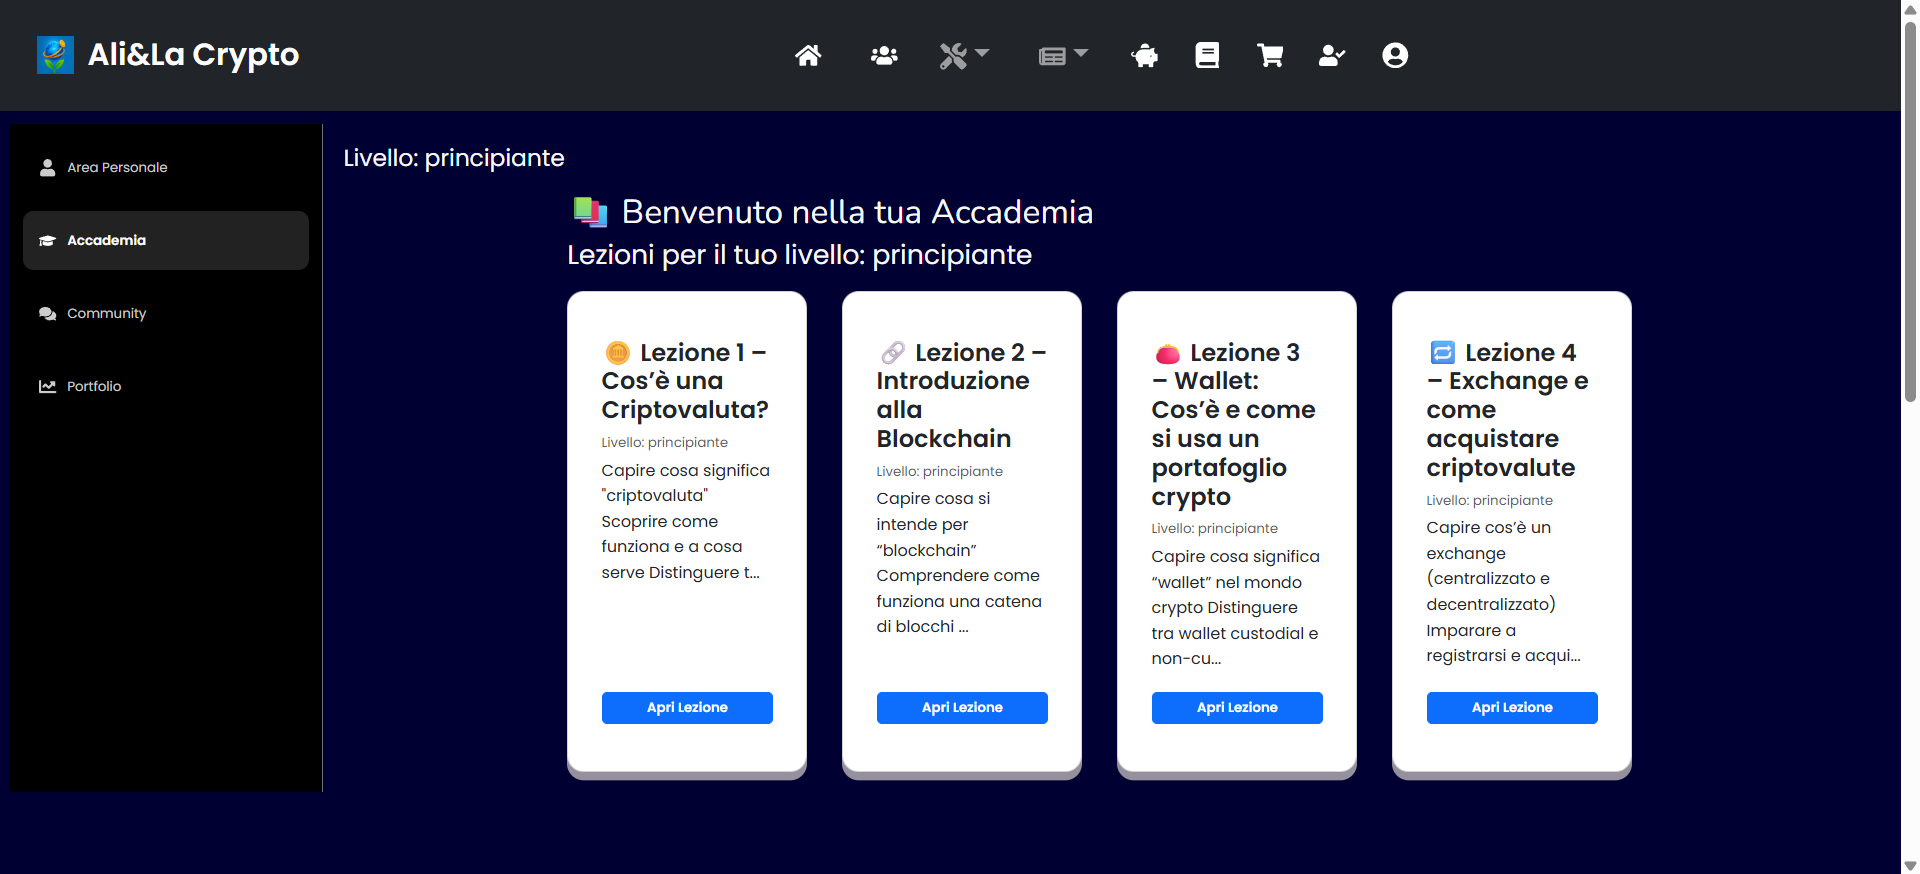 Ali&La Crypto
Area Personale
Accademia
Community
Portfolio
Livello: principiante
Benvenuto nella tua Accademia
Lezioni per il tuo livello: principiante
Lezione 1 –
Cos’è una
Criptovaluta?
Livello: principiante
Capire cosa significa
"criptovaluta"
Scoprire come
funziona e a cosa
serve Distinguere t...
Apri Lezione
Lezione 2 –
Introduzione
alla
Blockchain
Livello: principiante
Capire cosa si
intende per
“blockchain”
Comprendere come
funziona una catena
di blocchi ...
Apri Lezione
Lezione 3
– Wallet:
Cos’è e come
si usa un
portafoglio
crypto
Livello: principiante
Capire cosa significa
“wallet” nel mondo
crypto Distinguere
tra wallet custodial e
non-cu...
Apri Lezione
Lezione 4
– Exchange e
come
acquistare
criptovalute
Livello: principiante
Capire cos’è un
exchange
(centralizzato e
decentralizzato)
Imparare a
registrarsi e acqui...
Apri Lezione